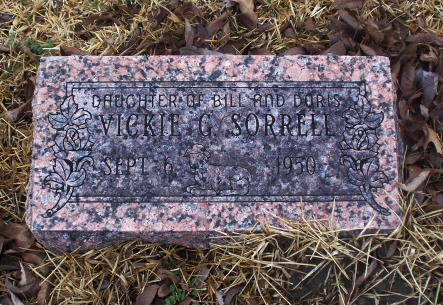 DAUGHTER OF BILL AND DORIS
VICKIE G. SORRELL
SEPT. 6 1950